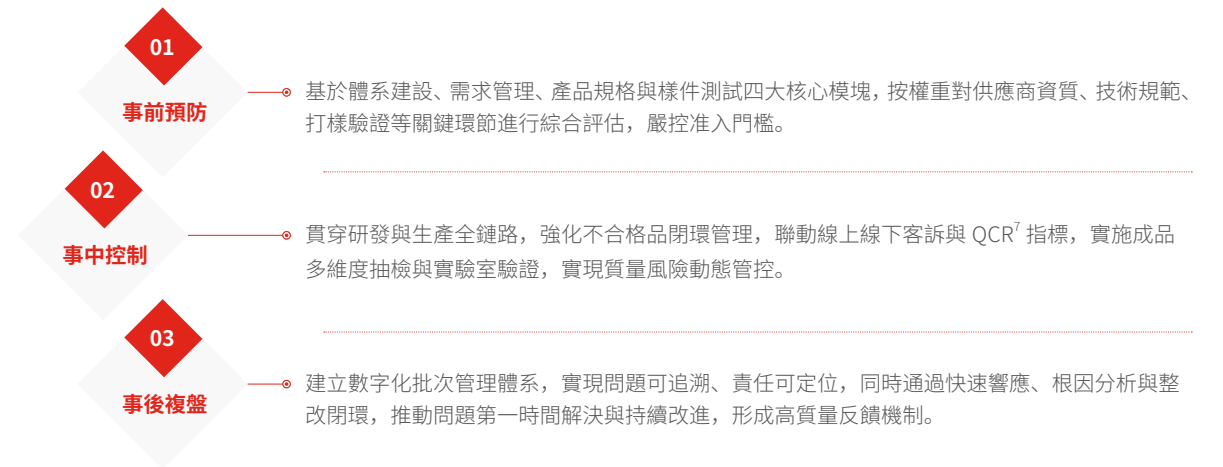 01
事前預防
基於體系建設、需求管理、產品規格與樣件測試四大核心模塊，按權重對供應商資質、技術規範、
打樣驗證等關鍵環節進行綜合評估，嚴控准入門檻。
02
事中控制
貫穿研發與生產全鏈路，強化不合格品閉環管理，聯動線上線下客訴與 QCR⁷ 指標，實施成品
多維度抽檢與實驗室驗證，實現質量風險動態管控。
03
事後複盤
建立數字化批次管理體系，實現問題可追溯、責任可定位，同時通過快速響應、根因分析與整
改閉環，推動問題第一時間解決與持續改進，形成高質量反饋機制。